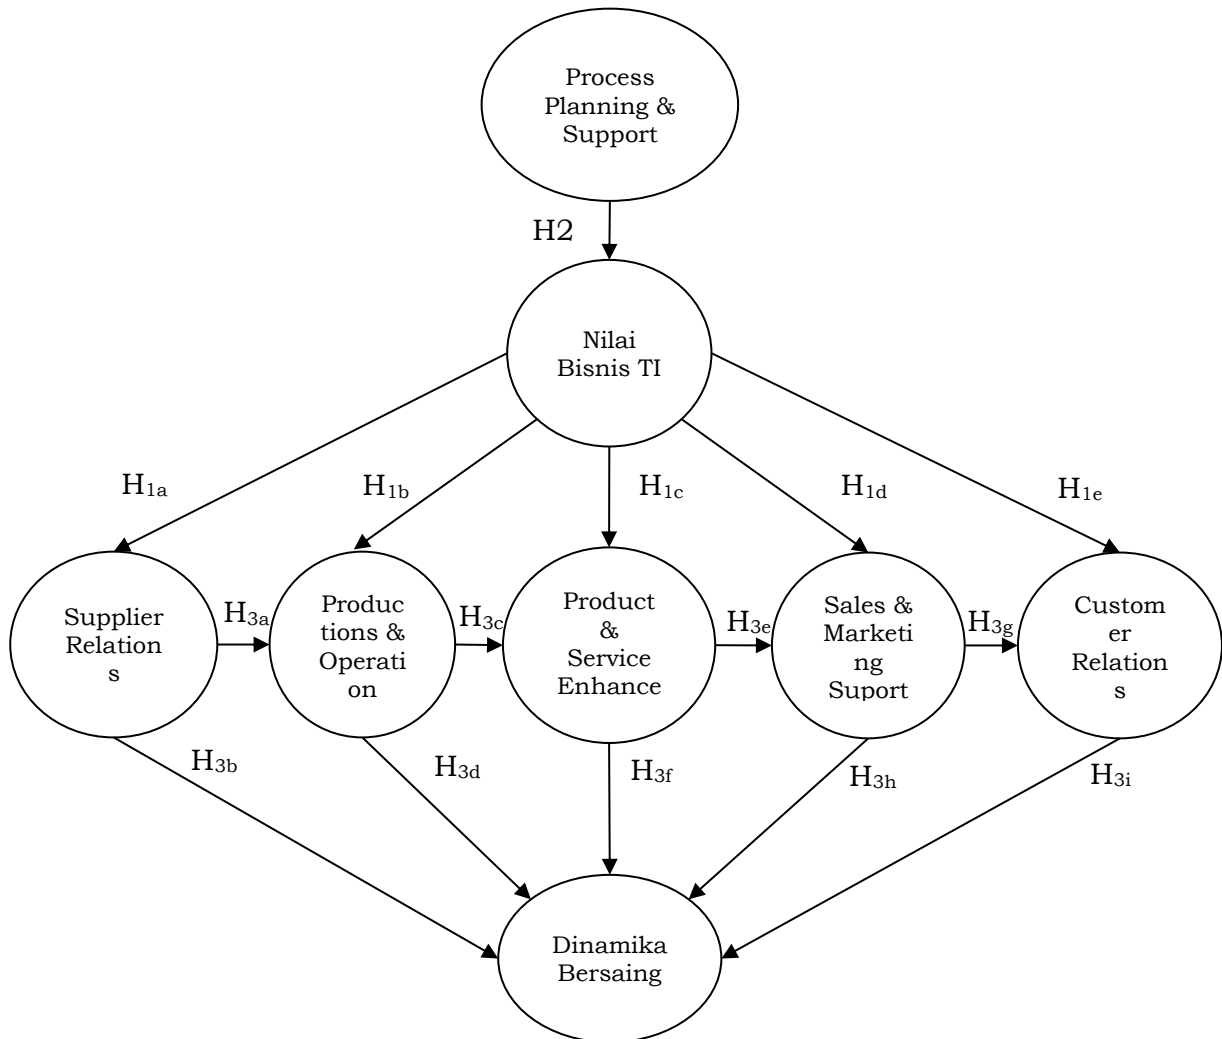 Process
Planning &
Support
H2
Nilai
Bisnis TI
H1a
H1b
H1c
H1d
H1e
Supplier
Relation
s
H3a
Produc
tions &
Operati
on
H3c
Product
&
Service
Enhance
H3e
Sales &
Marketi
ng
Suport
H3g
Custom
er
Relation
s
H3b
H3d
H3f
H3h
H3i
Dinamika
Bersaing